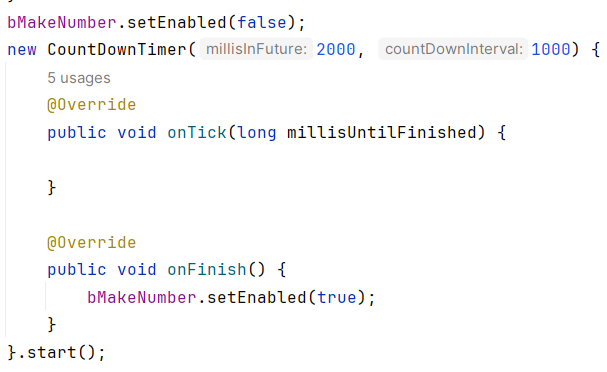 bMakeNumber.setEnabled(false);
new CountDownTimer( millisInFuture: 2000, countDownInterval: 1000) {
5 usages
@Override
public void onTick(long millisUntilFinished) {
}
@Override
public void onFinish() {
bMakeNumber.setEnabled(true);
}
}.start();